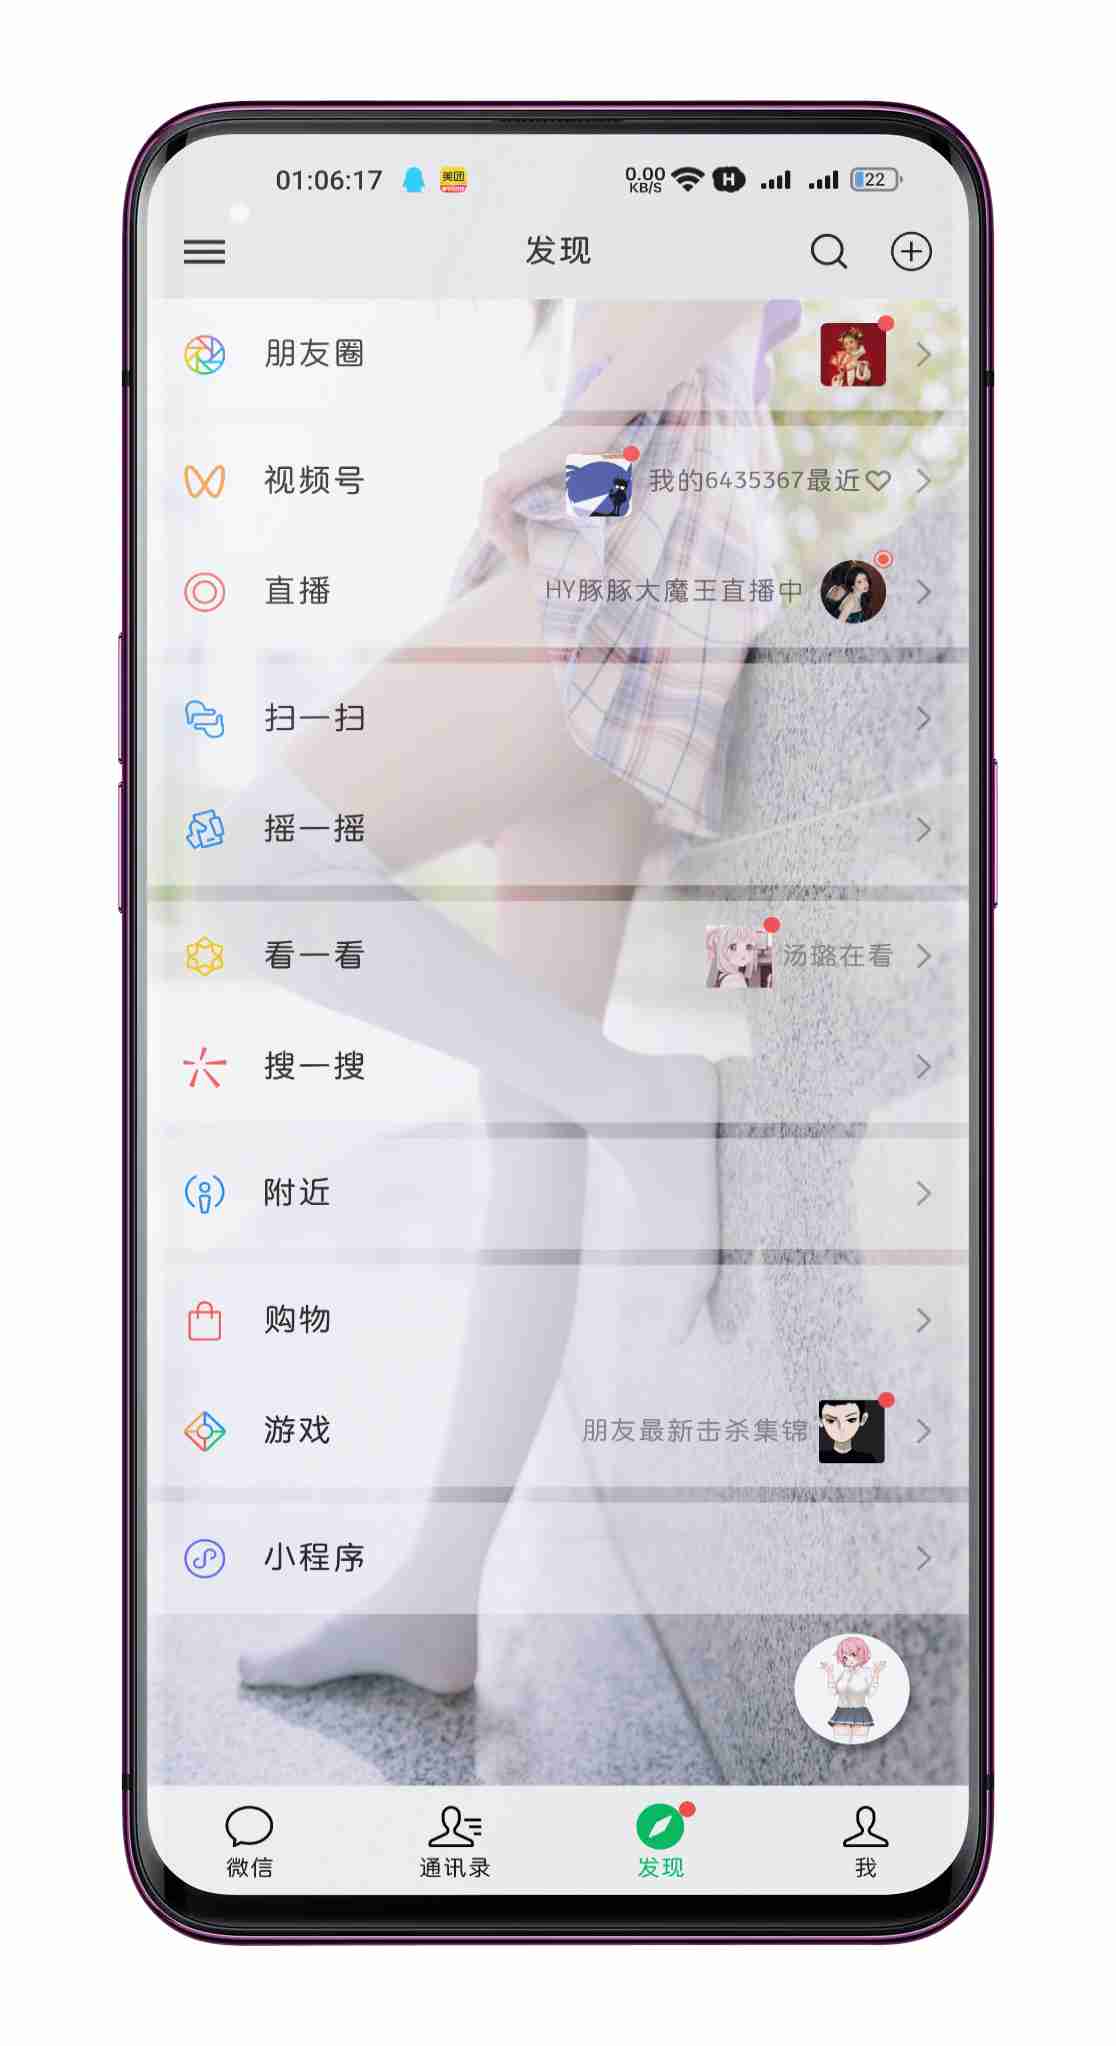 01:06:17 美团 0.00 KB/S H 22
发现
朋友圈
视频号 我的6435367最近♡
直播 HY豚豚大魔王直播中
扫一扫
摇一摇
看一看 汤璐在看
搜一搜
附近
购物
游戏 朋友最新击杀集锦
小程序
微信 通讯录 发现 我